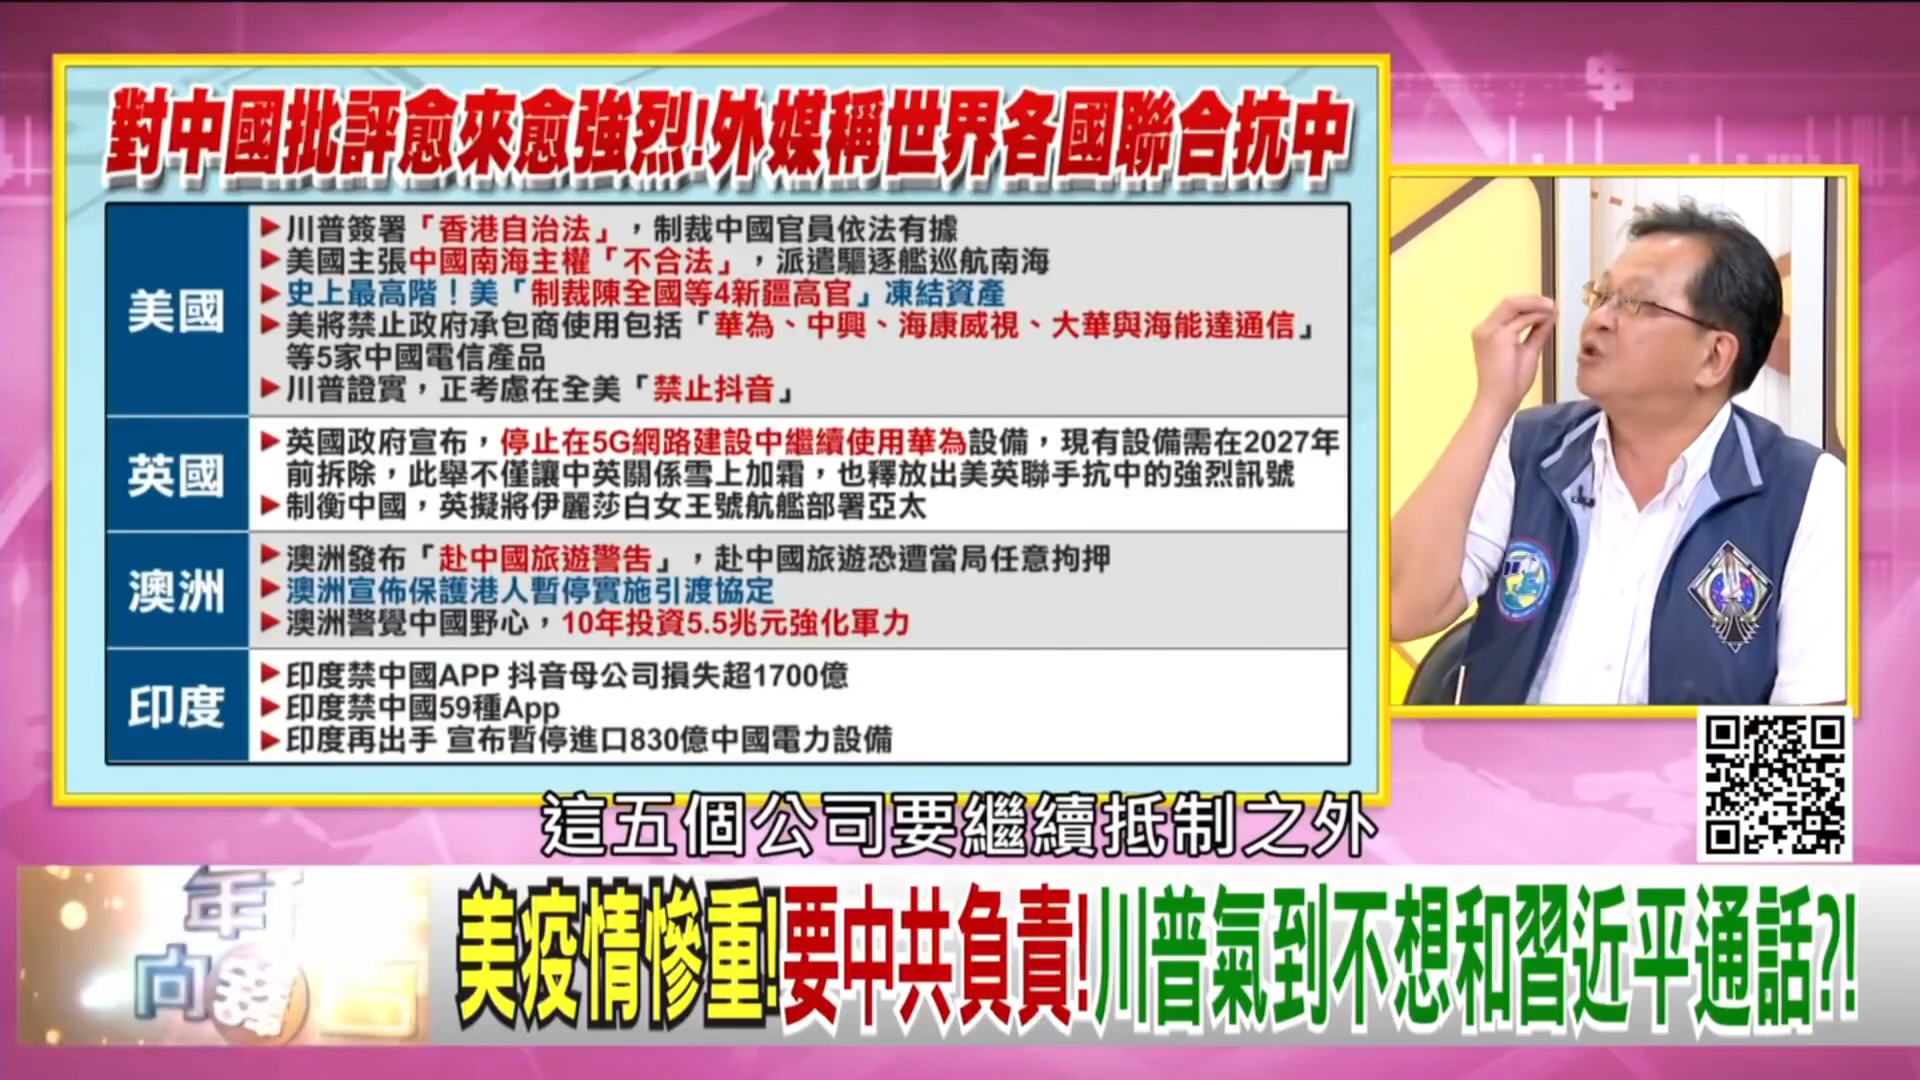 對中國批評愈來愈強烈!外媒稱世界各國聯合抗中
美國
川普簽署「香港自治法」，制裁中國官員依法有據
美國主張中國南海主權「不合法」，派遣驅逐艦巡航南海
史上最高階！美「制裁陳全國等4新疆高官」凍結資產
美將禁止政府承包商使用包括「華為、中興、海康威視、大華與海能達通信」
等5家中國電信產品
川普證實，正考慮在全美「禁止抖音」
英國
英國政府宣布，停止在5G網路建設中繼續使用華為設備，現有設備需在2027年
前拆除，此舉不僅讓中英關係雪上加霜，也釋放出美英聯手抗中的強烈訊號
制衡中國，英擬將伊麗莎白女王號航艦部署亞太
澳洲
澳洲發布「赴中國旅遊警告」，赴中國旅遊恐遭當局任意拘押
澳洲宣佈保護港人暫停實施引渡協定
澳洲警覺中國野心，10年投資5.5兆元強化軍力
印度
印度禁中國APP 抖音母公司損失超1700億
印度禁中國59種App
印度再出手 宣布暫停進口830億中國電力設備
這五個公司要繼續抵制之外
年
向錢
美疫情慘重!要中共負責!川普氣到不想和習近平通話?!